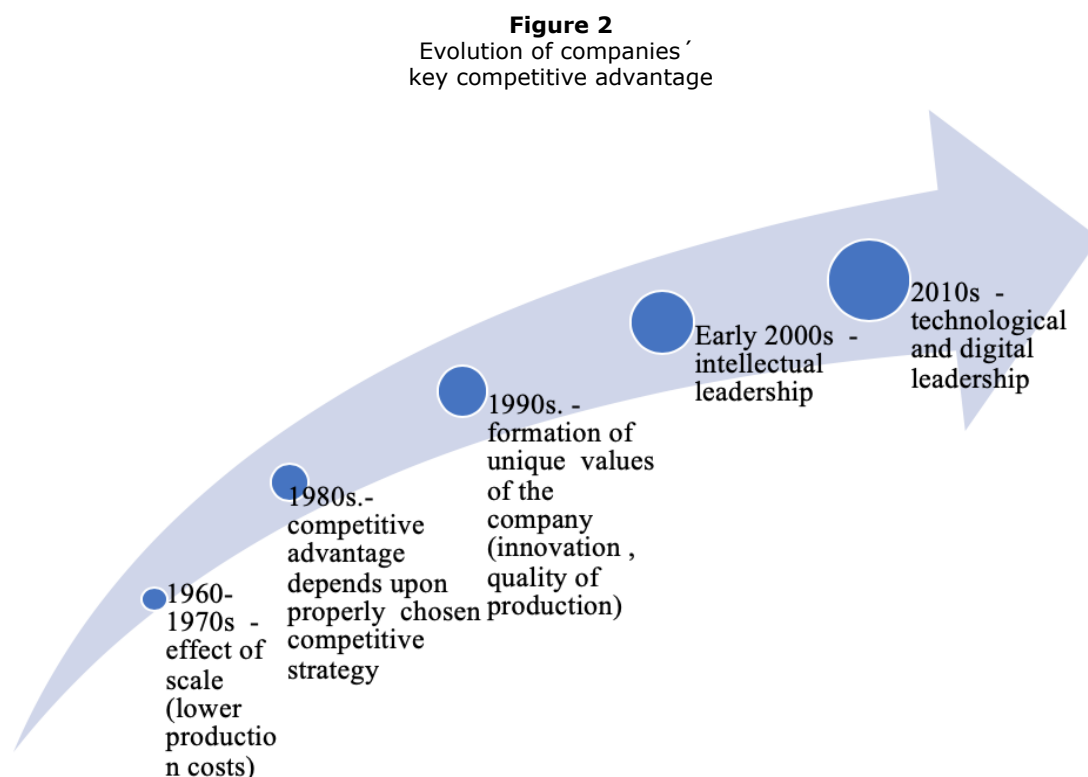 Figure 2
Evolution of companies´
key competitive advantage
1960-
1970s -
effect of
scale
(lower
productio
n costs)
1980s.-
competitive
advantage
depends upon
properly chosen
competitive
strategy
1990s. -
formation of
unique values
of the
company
(innovation ,
quality of
production)
Early 2000s -
intellectual
leadership
2010s -
technological
and digital
leadership